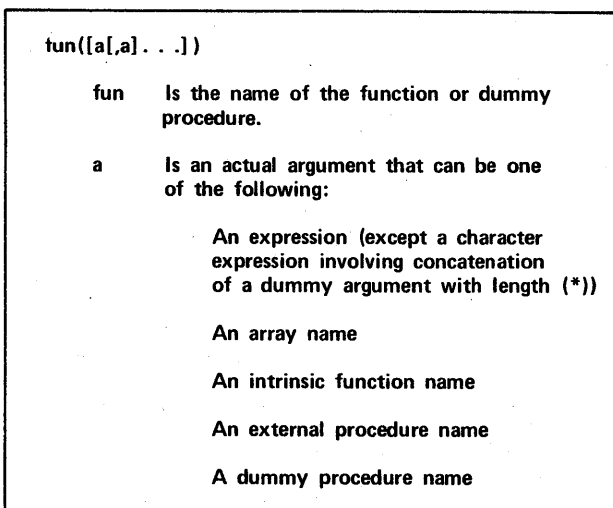 fun([a[,a] . . .] )
fun Is the name of the function or dummy
procedure.
a Is an actual argument that can be one
of the following:
An expression (except a character
expression involving concatenation
of a dummy argument with length (*))
An array name
An intrinsic function name
An external procedure name
A dummy procedure name